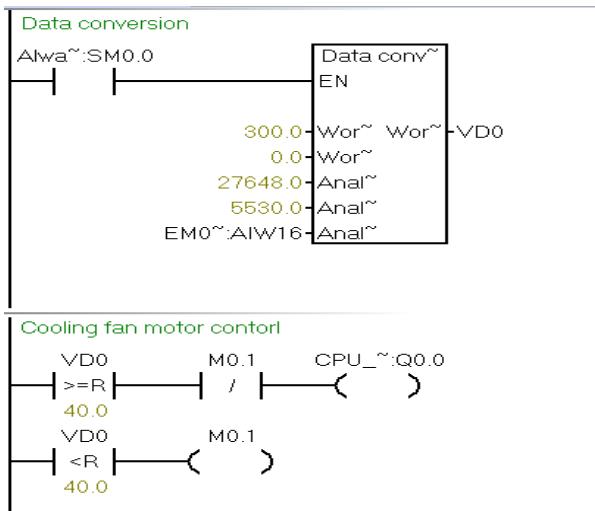 Data conversion
Alwa~:SM0.0
Data conv~
EN
300.0 Wor~ Wor~ VD0
0.0 Wor~
27648.0 Anal~
5530.0 Anal~
EM0~:AIW16 Anal~
Cooling fan motor contorl
VD0 M0.1 CPU_~:Q0.0
>=R /
40.0
VD0 M0.1
<R
40.0